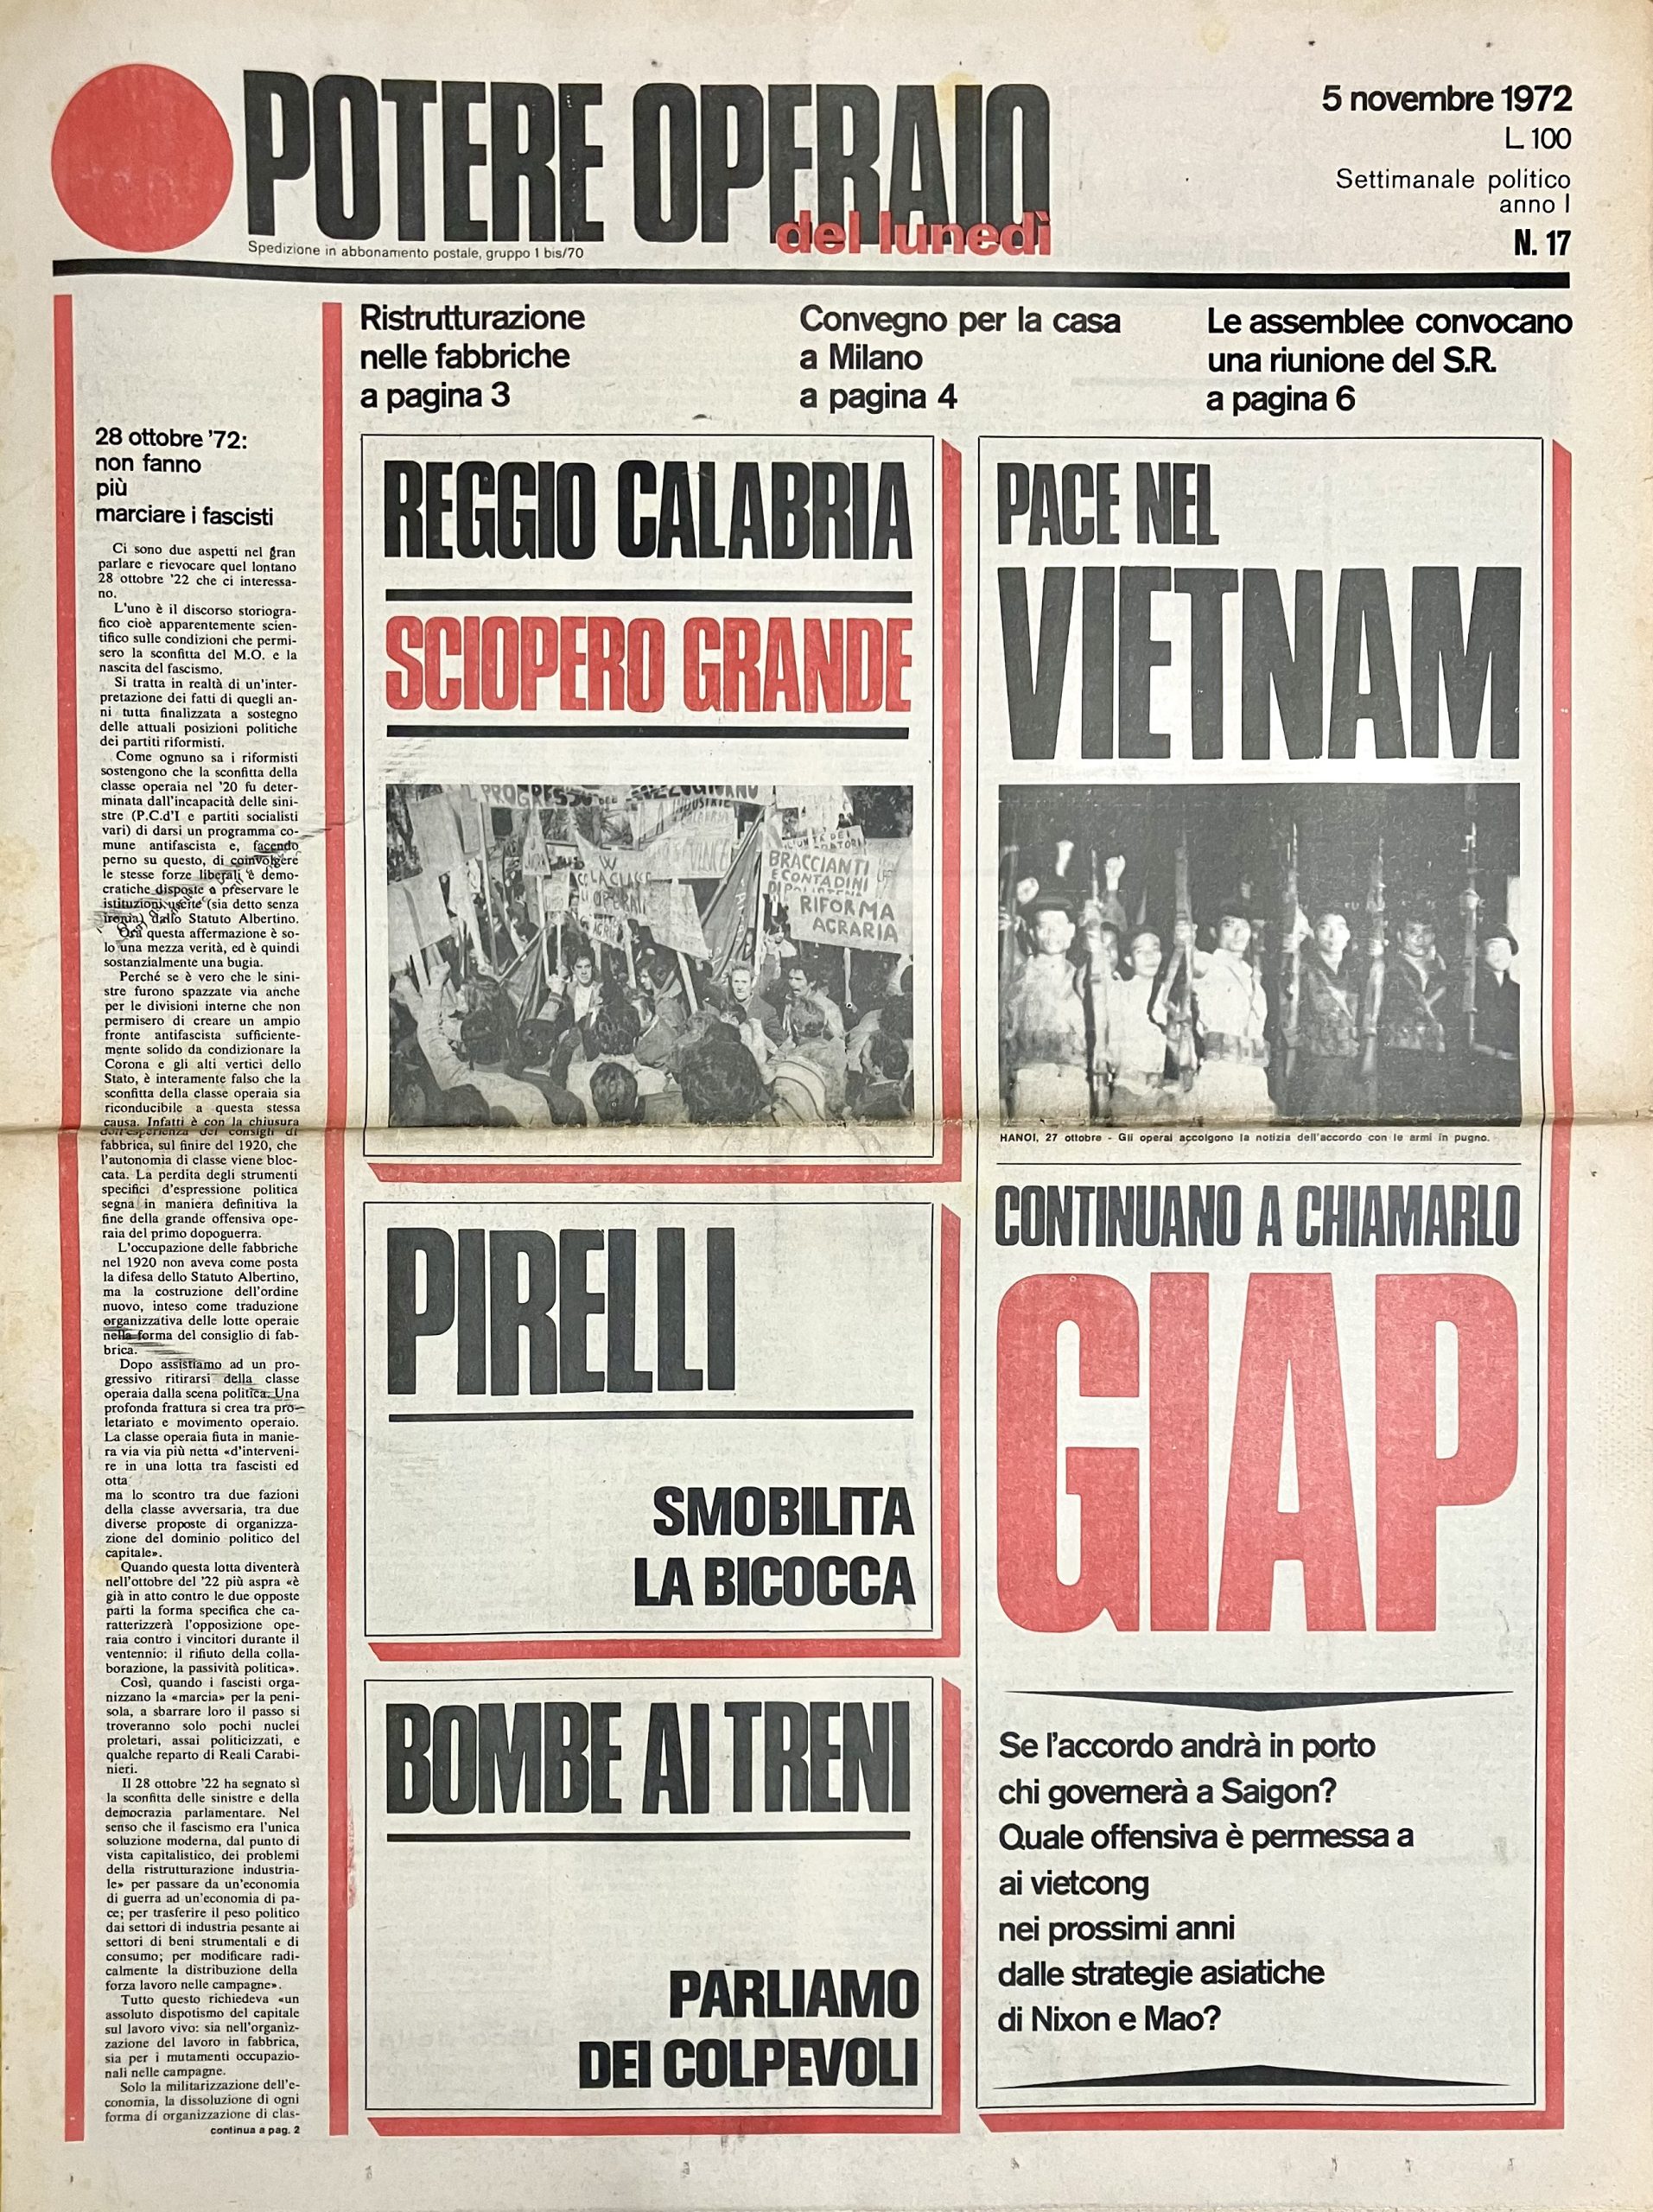 POTERE OPERAIO
del lunedì
Spedizione in abbonamento postale, gruppo 1 bis/70
5 novembre 1972
L 100
Settimanale politico
anno I
N. 17
Ristrutturazione
nelle fabbriche
a pagina 3
Convegno per la casa
a Milano
a pagina 4
Le assemblee convocano
una riunione del S.R.
a pagina 6
28 ottobre '72:
non fanno
più
marciare i fascisti
Ci sono due aspetti nel gran
parlare e rievocare quel lontano
28 ottobre '22 che ci interessa-
no.
L'uno è il discorso storiogra-
fico cioè apparentemente scien-
tifico sulle condizioni che permi-
sero la sconfitta del M.O. e la
nascita del fascismo.
Si tratta in realtà di un'inter-
pretazione dei fatti di quegli an-
ni tutta finalizzata a sostegno
delle attuali posizioni politiche
dei partiti riformisti.
Come ognuno sa i riformisti
sostengono che la sconfitta della
classe operaia nel '20 fu deter-
minata dall'incapacità delle sini-
stre (P.C.d'I e partiti socialisti
vari) di darsi un programma co-
mune antifascista e, facendo
perno su questo, di coinvolgere
le stesse forze liberali e demo-
cratiche disposte a preservare le
istituzioni uscite (sia detto senza
ironia) dallo Statuto Albertino.
Ora questa affermazione è so-
lo una mezza verità, ed è quindi
sostanzialmente una bugia.
Perché se è vero che le sini-
stre furono spazzate via anche
per le divisioni interne che non
permisero di creare un ampio
fronte antifascista sufficiente-
mente solido da condizionare la
Corona e gli alti vertici dello
Stato, è interamente falso che la
sconfitta della classe operaia sia
riconducibile a questa stessa
causa. Infatti è con la chiusura
dell'esperienza dei consigli di
fabbrica, sul finire del 1920, che
l'autonomia di classe viene bloc-
cata. La perdita degli strumenti
specifici d'espressione politica
segna in maniera definitiva la
fine della grande offensiva ope-
raia del primo dopoguerra.
L'occupazione delle fabbriche
nel 1920 non aveva come posta
la difesa dello Statuto Albertino,
ma la costruzione dell'ordine
nuovo, inteso come traduzione
organizzativa delle lotte operaie
nella forma del consiglio di fab-
brica.
Dopo assistiamo ad un pro-
gressivo ritirarsi della classe
operaia dalla scena politica. Una
profonda frattura si crea tra pro-
letariato e movimento operaio.
La classe operaia fiuta in manie-
ra via via più netta «d'interveni-
re in una lotta tra fascisti ed
otta
ma lo scontro tra due fazioni
della classe avversaria, tra due
diverse proposte di organizza-
zione del dominio politico del
capitale».
Quando questa lotta diventerà
nell'ottobre del '22 più aspra «è
già in atto contro le due opposte
parti la forma specifica che ca-
ratterizzerà l'opposizione ope-
raia contro i vincitori durante il
ventennio: il rifiuto della colla-
borazione, la passività politica».
Così, quando i fascisti orga-
nizzano la «marcia» per la peni-
sola, a sbarrare loro il passo si
troveranno solo pochi nuclei
proletari, assai politicizzati, e
qualche reparto di Reali Carabi-
nieri.
Il 28 ottobre '22 ha segnato sì
la sconfitta delle sinistre e della
democrazia parlamentare. Nel
senso che il fascismo era l'unica
soluzione moderna, dal punto di
vista capitalistico, dei problemi
della ristrutturazione industria-
le» per passare da un'economia
di guerra ad un'economia di pa-
ce; per trasferire il peso politico
dai settori di industria pesante ai
settori di beni strumentali e di
consumo; per modificare radi-
calmente la distribuzione della
forza lavoro nelle campagne».
Tutto questo richiedeva «un
assoluto dispotismo del capitale
sul lavoro vivo: sia nell'organiz-
zazione del lavoro in fabbrica,
sia per i mutamenti occupazio-
nali nelle campagne.
Solo la militarizzazione dell'e-
conomia, la dissoluzione di ogni
forma di organizzazione di clas-
continua a pag. 2
REGGIO CALABRIA
SCIOPERO GRANDE
IL PROGRESSO DEL MEZZOGIORNO
INDUSTRIE
W
LA CLASSE
BRACCIANTI
E CONTADINI
RIFORMA
AGRARIA
PIRELLI
SMOBILITA
LA BICOCCA
BOMBE AI TRENI
PARLIAMO
DEI COLPEVOLI
PACE NEL
VIETNAM
HANOI, 27 ottobre - Gli operai accolgono la notizia dell'accordo con le armi in pugno.
CONTINUANO A CHIAMARLO
GIAP
Se l'accordo andrà in porto
chi governerà a Saigon?
Quale offensiva è permessa a
ai vietcong
nei prossimi anni
dalle strategie asiatiche
di Nixon e Mao?